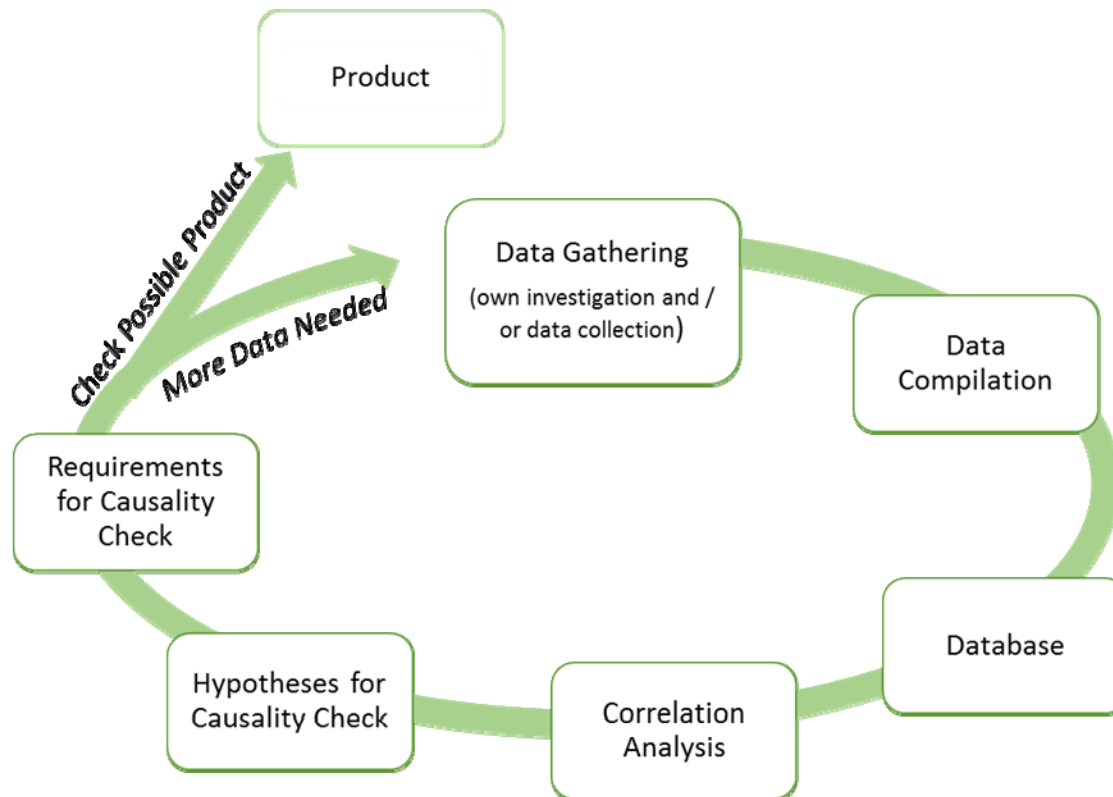 Product
Check Possible Product
More Data Needed
Data Gathering
(own investigation and /
or data collection)
Data
Compilation
Database
Correlation
Analysis
Hypotheses for
Causality Check
Requirements
for Causality
Check